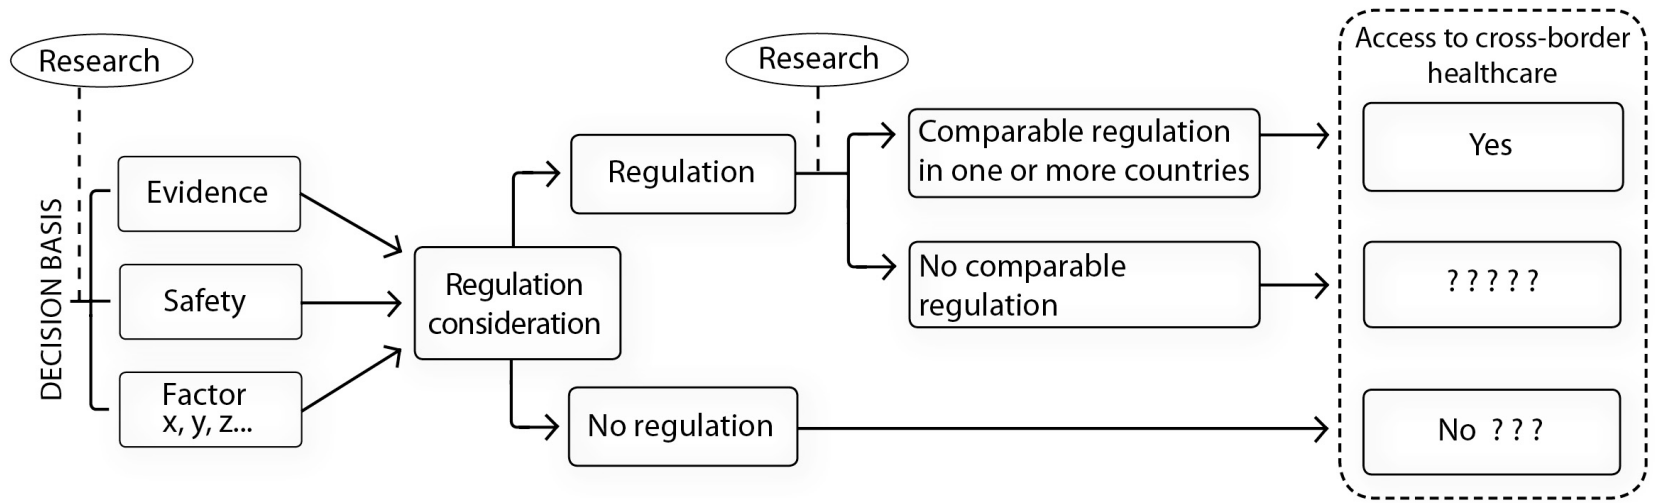 Research
DECISION BASIS
Evidence
Safety
Factor
x, y, z...
Regulation
consideration
Regulation
No regulation
Research
Comparable regulation
in one or more countries
No comparable
regulation
Access to cross-border
healthcare
Yes
? ? ? ? ?
No ? ? ?